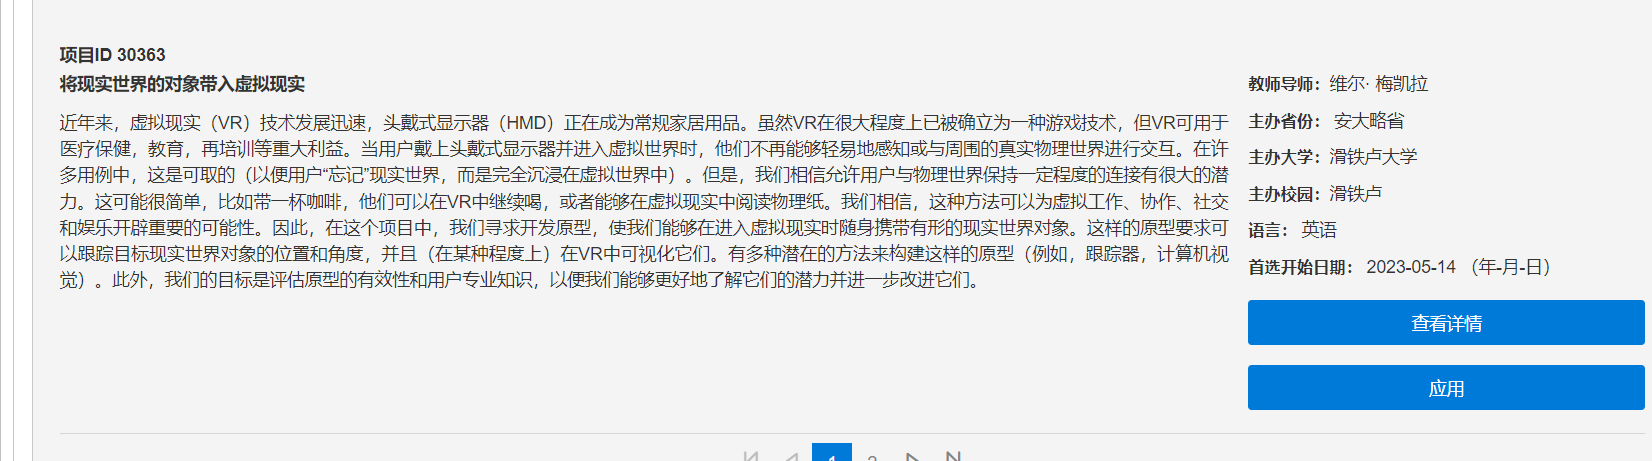 项目ID 30363
将现实世界的对象带入虚拟现实
近年来，虚拟现实（VR）技术发展迅速，头戴式显示器（HMD）正在成为常规家居用品。虽然VR在很大程度上已被确立为一种游戏技术，但VR可用于
医疗保健，教育，再培训等重大利益。当用户戴上头戴式显示器并进入虚拟世界时，他们不再能够轻易地感知或与周围的真实物理世界进行交互。在许
多用例中，这是可取的（以便用户“忘记”现实世界，而是完全沉浸在虚拟世界中）。但是，我们相信允许用户与物理世界保持一定程度的连接有很大的潜
力。这可能很简单，比如带一杯咖啡，他们可以在VR中继续喝，或者能够在虚拟现实中阅读物理纸。我们相信，这种方法可以为虚拟工作、协作、社交
和娱乐开辟重要的可能性。因此，在这个项目中，我们寻求开发原型，使我们能够在进入虚拟现实时随身携带有形的现实世界对象。这样的原型要求可
以跟踪目标现实世界对象的位置和角度，并且（在某种程度上）在VR中可视化它们。有多种潜在的方法来构建这样的原型（例如，跟踪器，计算机视
觉）。此外，我们的目标是评估原型的有效性和用户专业知识，以便我们能够更好地了解它们的潜力并进一步改进它们。
教师导师：维尔· 梅凯拉
主办省份： 安大略省
主办大学：滑铁卢大学
主办校园：滑铁卢
语言： 英语
首选开始日期： 2023-05-14 （年-月-日）
查看详情
应用
1 2